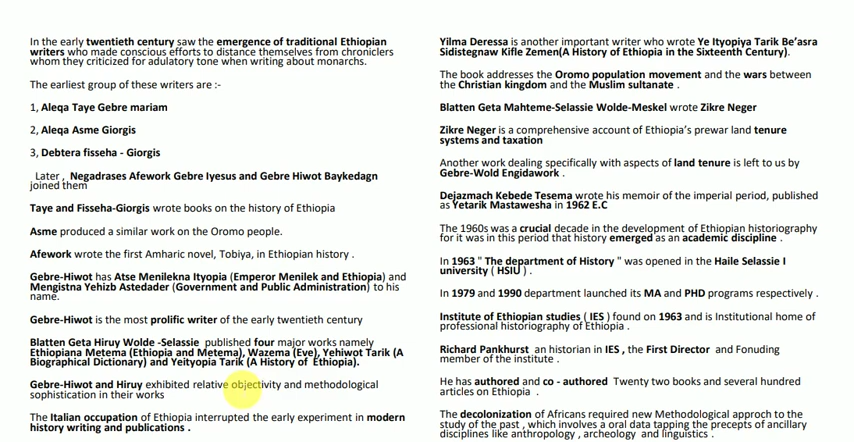 In the early twentieth century saw the emergence of traditional Ethiopian
writers who made conscious efforts to distance themselves from chroniclers
whom they criticized for adulatory tone when writing about monarchs.
The earliest group of these writers are :-
1, Aleqa Taye Gebre mariam
2, Aleqa Asme Giorgis
3, Debtera fisseha - Giorgis
Later , Negadrases Afework Gebre Iyesus and Gebre Hiwot Baykedagn
joined them
Taye and Fisseha-Giorgis wrote books on the history of Ethiopia
Asme produced a similar work on the Oromo people.
Afework wrote the first Amharic novel, Tobiya, in Ethiopian history .
Gebre-Hiwot has Atse Menilekna Ityopia (Emperor Menilek and Ethiopia) and
Mengistna Yehizb Astedader (Government and Public Administration) to his
name.
Gebre-Hiwot is the most prolific writer of the early twentieth century
Blatten Geta Hiruy Wolde -Selassie published four major works namely
Ethiopiana Metema (Ethiopia and Metema), Wazema (Eve), Yehiwot Tarik (A
Biographical Dictionary) and Yeityopia Tarik (A History of Ethiopia).
Gebre-Hiwot and Hiruy exhibited relative objectivity and methodological
sophistication in their works
The Italian occupation of Ethiopia interrupted the early experiment in modern
history writing and publications .
Yilma Deressa is another important writer who wrote Ye Ityopiya Tarik Be'asra
Sidistegnaw Kifle Zemen(A History of Ethiopia in the Sixteenth Century).
The book addresses the Oromo population movement and the wars between
the Christian kingdom and the Muslim sultanate .
Blatten Geta Mahteme-Selassie Wolde-Meskel wrote Zikre Neger
Zikre Neger is a comprehensive account of Ethiopia's prewar land tenure
systems and taxation
Another work dealing specifically with aspects of land tenure is left to us by
Gebre-Wold Engidawork .
Dejazmach Kebede Tesema wrote his memoir of the imperial period, published
as Yetarik Mastawesha in 1962 E.C
The 1960s was a crucial decade in the development of Ethiopian historiography
for it was in this period that history emerged as an academic discipline .
In 1963 " The department of History " was opened in the Haile Selassie I
university ( HSIU ) .
In 1979 and 1990 department launched its MA and PHD programs respectively .
Institute of Ethiopian studies ( IES ) found on 1963 and is Institutional home of
professional historiography of Ethiopia .
Richard Pankhurst an historian in IES , the First Director and Fonuding
member of the institute .
He has authored and co - authored Twenty two books and several hundred
articles on Ethiopia .
The decolonization of Africans required new Methodological approch to the
study of the past , which involves a oral data tapping the precepts of ancillary
disciplines like anthropology , archeology and linguistics .